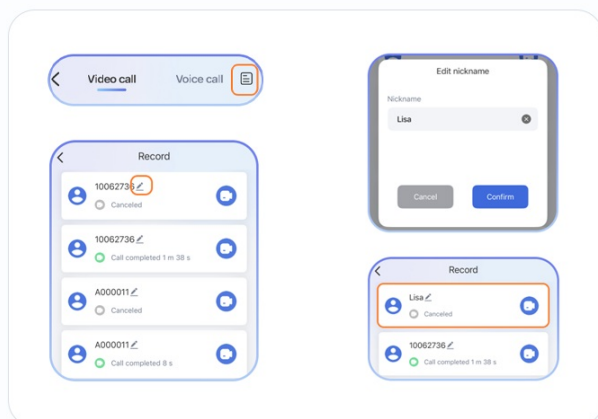 Video call
Voice call
Record
10062736
Canceled
10062736
Call completed 1 m 38 s
A000011
Canceled
A000011
Call completed 8 s
Edit nickname
Nickname
Lisa
Cancel
Confirm
Record
Lisa
Canceled
10062736
Call completed 1 m 38 s